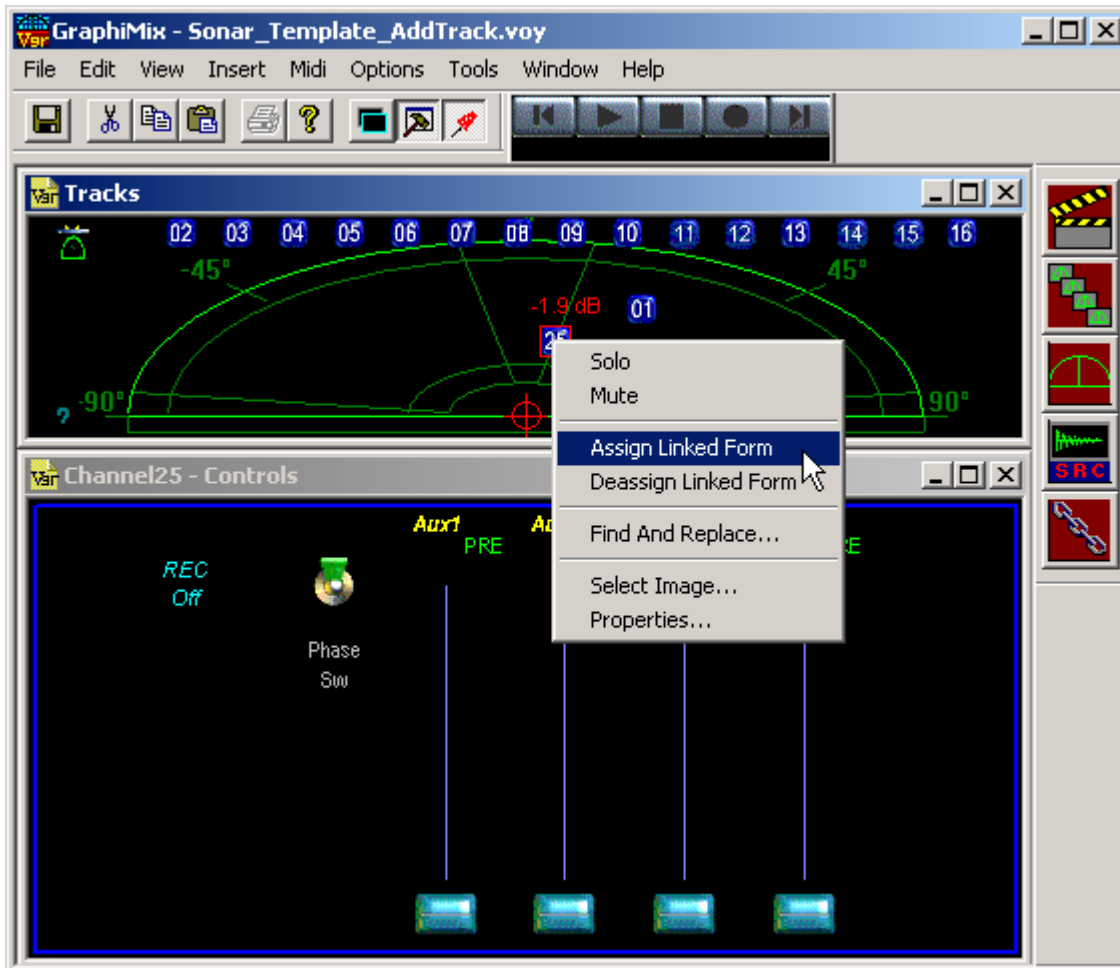 GraphiMix - Sonar_Template_AddTrack.voy
File Edit View Insert Midi Options Tools Window Help
Tracks
02 03 04 05 06 07 08 09 10 11 12 13 14 15 16
-45° 45°
-1.9 dB 01
25
-90° 90°
?
Solo
Mute
Assign Linked Form
Deassign Linked Form
Find And Replace...
Select Image...
Properties...
SRC
Channel25 - Controls
Aux1
PRE
REC
Off
Phase
Sw